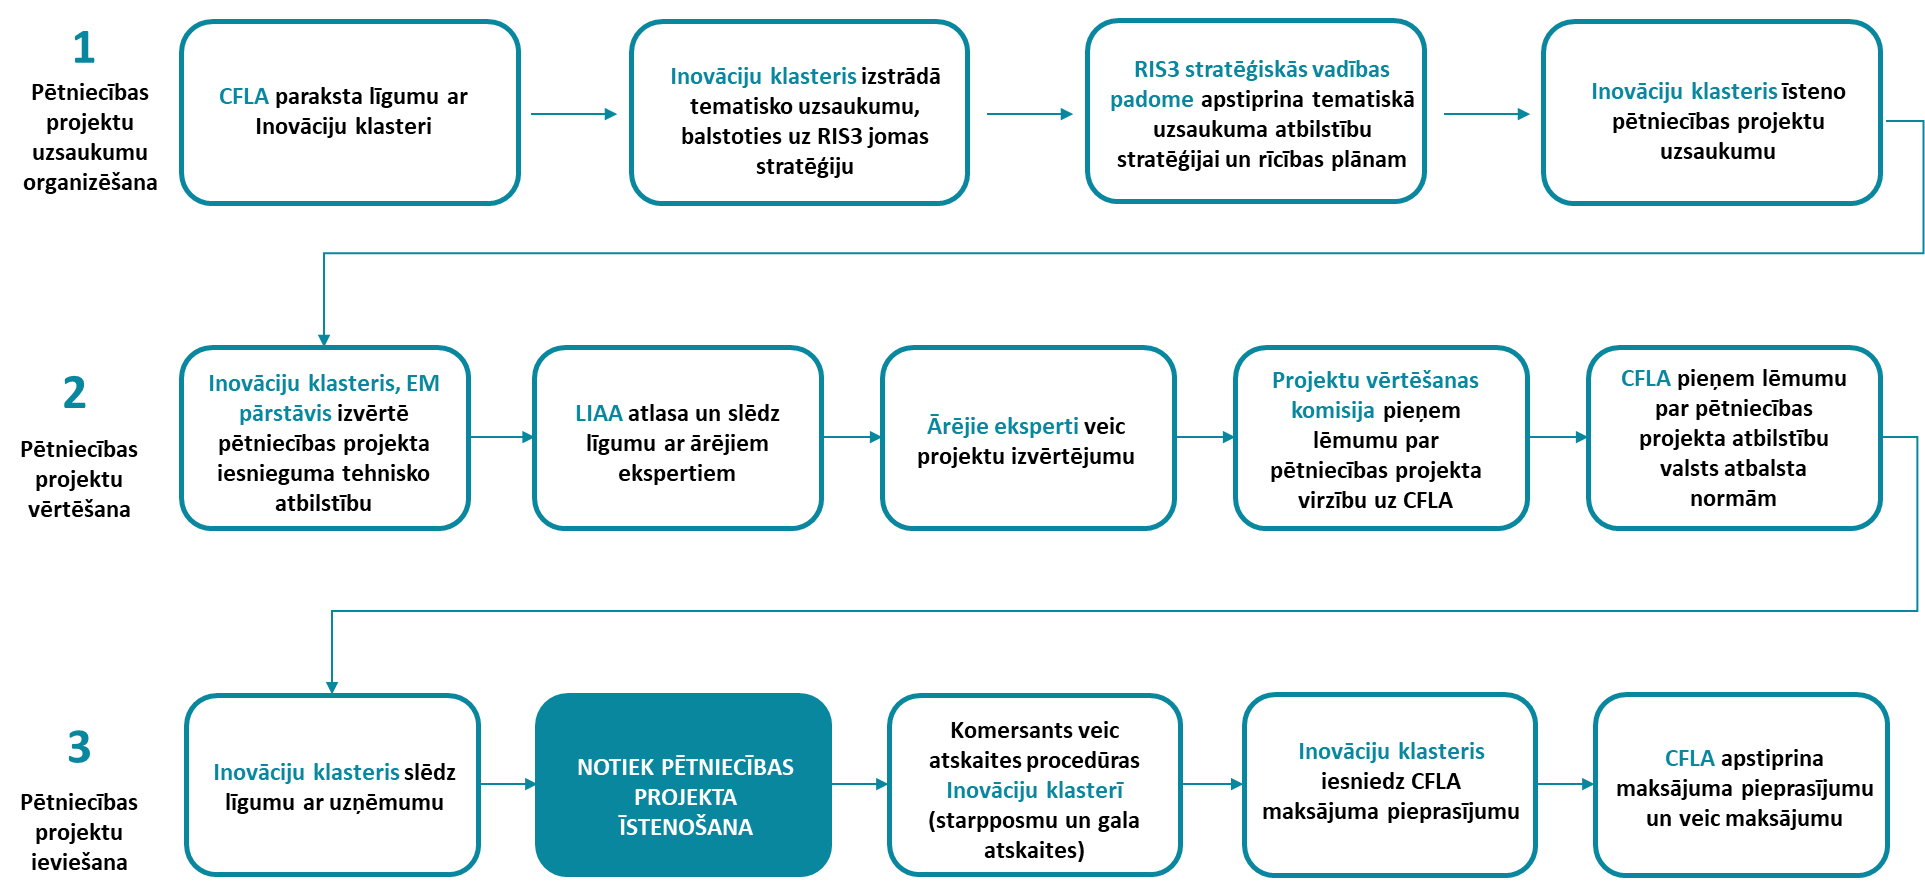 1
Pētniecības
projektu
uzsaukumu
organizēšana
CFLA paraksta līgumu ar
Inovāciju klasteri
Inovāciju klasteris izstrādā
tematisko uzsaukumu,
balstoties uz RIS3 jomas
stratēģiju
RIS3 stratēģiskās vadības
padome apstiprina tematiskā
uzsaukuma atbilstību
stratēģijai un rīcības plānam
Inovāciju klasteris īsteno
pētniecības projektu
uzsaukumu
2
Pētniecības
projektu
vērtēšana
Inovāciju klasteris, EM
pārstāvis izvērtē
pētniecības projekta
iesnieguma tehnisko
atbilstību
LIAA atlasa un slēdz
līgumu ar ārējiem
ekspertiem
Ārējie eksperti veic
projektu izvērtējumu
Projektu vērtēšanas
komisija pieņem
lēmumu par
pētniecības projekta
virzību uz CFLA
CFLA pieņem lēmumu
par pētniecības
projekta atbilstību
valsts atbalsta
normām
3
Pētniecības
projektu
ieviešana
Inovāciju klasteris slēdz
līgumu ar uzņēmumu
NOTIEK PĒTNIECĪBAS
PROJEKTA
ĪSTENOŠANA
Komersants veic
atskaites procedūras
Inovāciju klasterī
(starpposmu un gala
atskaites)
Inovāciju klasteris
iesniedz CFLA
maksājuma pieprasījumu
CFLA apstiprina
maksājuma pieprasījumu
un veic maksājumu